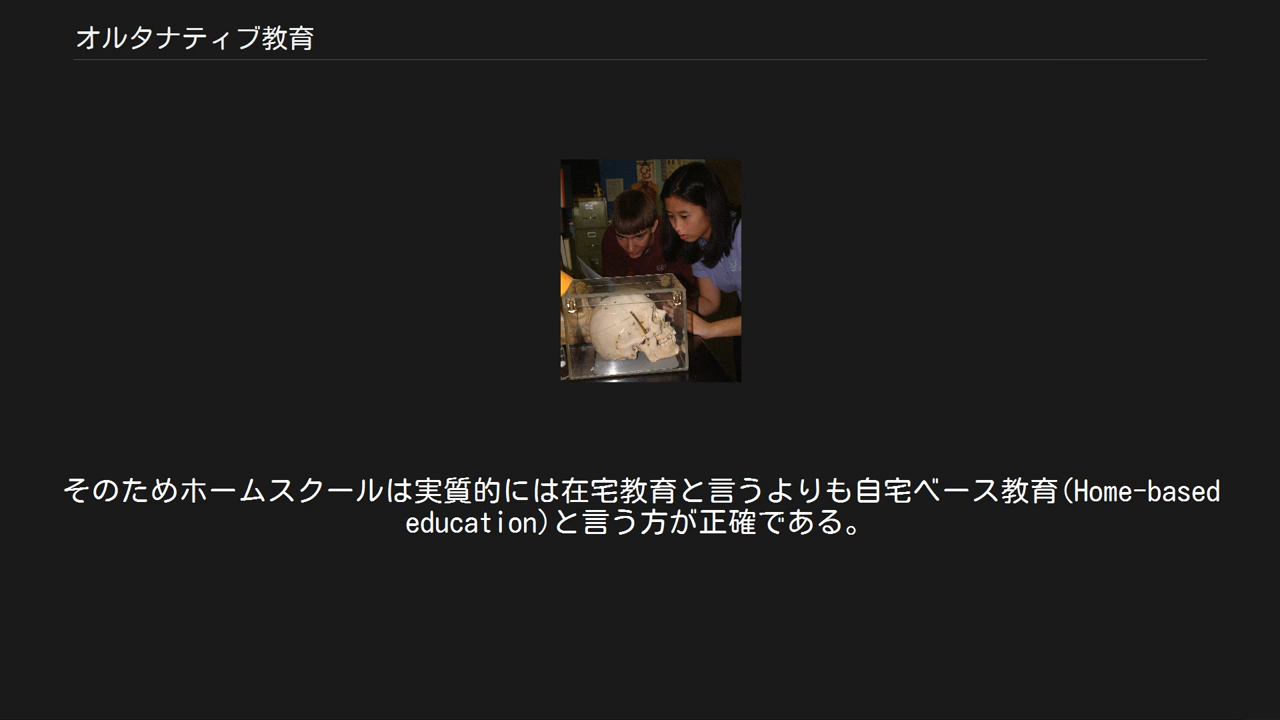 オルタナティブ教育
そのためホームスクールは実質的には在宅教育と言うよりも自宅ベース教育(Home-based
education)と言う方が正確である。